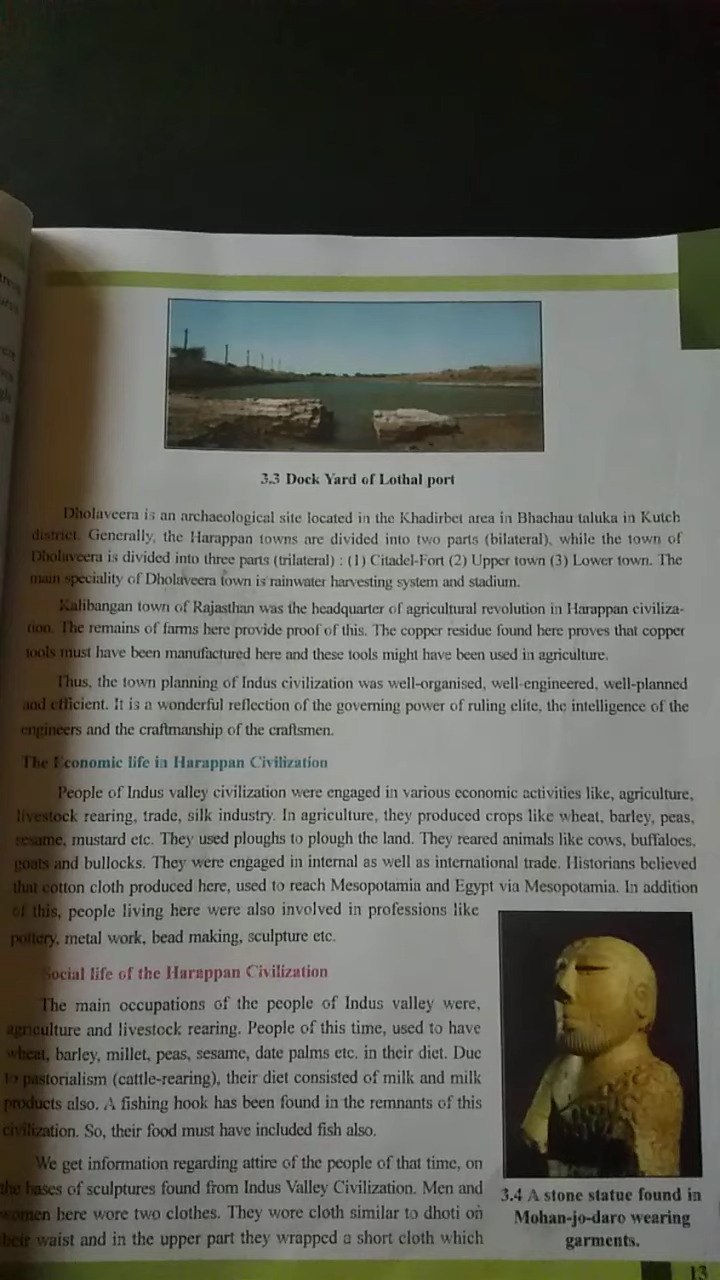 3.3 Dock Yard of Lothal port
Dholaveera is an archaeological site located in the Khadirbet area in Bhachau taluka in Kutch
district. Generally, the Harappan towns are divided into two parts (bilateral), while the town of
Dholaveera is divided into three parts (trilateral) : (1) Citadel-Fort (2) Upper town (3) Lower town. The
main speciality of Dholaveera town is rainwater harvesting system and stadium.
Kalibangan town of Rajasthan was the headquarter of agricultural revolution in Harappan civiliza-
tion. The remains of farms here provide proof of this. The copper residue found here proves that copper
tools must have been manufactured here and these tools might have been used in agriculture.
Thus, the town planning of Indus civilization was well-organised, well-engineered, well-planned
and efficient. It is a wonderful reflection of the governing power of ruling elite, the intelligence of the
engineers and the craftmanship of the craftsmen.
The Economic life in Harappan Civilization
People of Indus valley civilization were engaged in various economic activities like, agriculture,
livestock rearing, trade, silk industry. In agriculture, they produced crops like wheat, barley, peas,
sesame, mustard etc. They used ploughs to plough the land. They reared animals like cows, buffaloes,
goats and bullocks. They were engaged in internal as well as international trade. Historians believed
that cotton cloth produced here, used to reach Mesopotamia and Egypt via Mesopotamia. In addition
of this, people living here were also involved in professions like
pottery, metal work, bead making, sculpture etc.
Social life of the Harappan Civilization
The main occupations of the people of Indus valley were,
agriculture and livestock rearing. People of this time, used to have
wheat, barley, millet, peas, sesame, date palms etc. in their diet. Due
to pastorialism (cattle-rearing), their diet consisted of milk and milk
products also. A fishing hook has been found in the remnants of this
civilization. So, their food must have included fish also.
We get information regarding attire of the people of that time, on
the bases of sculptures found from Indus Valley Civilization. Men and
women here wore two clothes. They wore cloth similar to dhoti on
their waist and in the upper part they wrapped a short cloth which
3.4 A stone statue found in
Mohan-jo-daro wearing
garments.
13